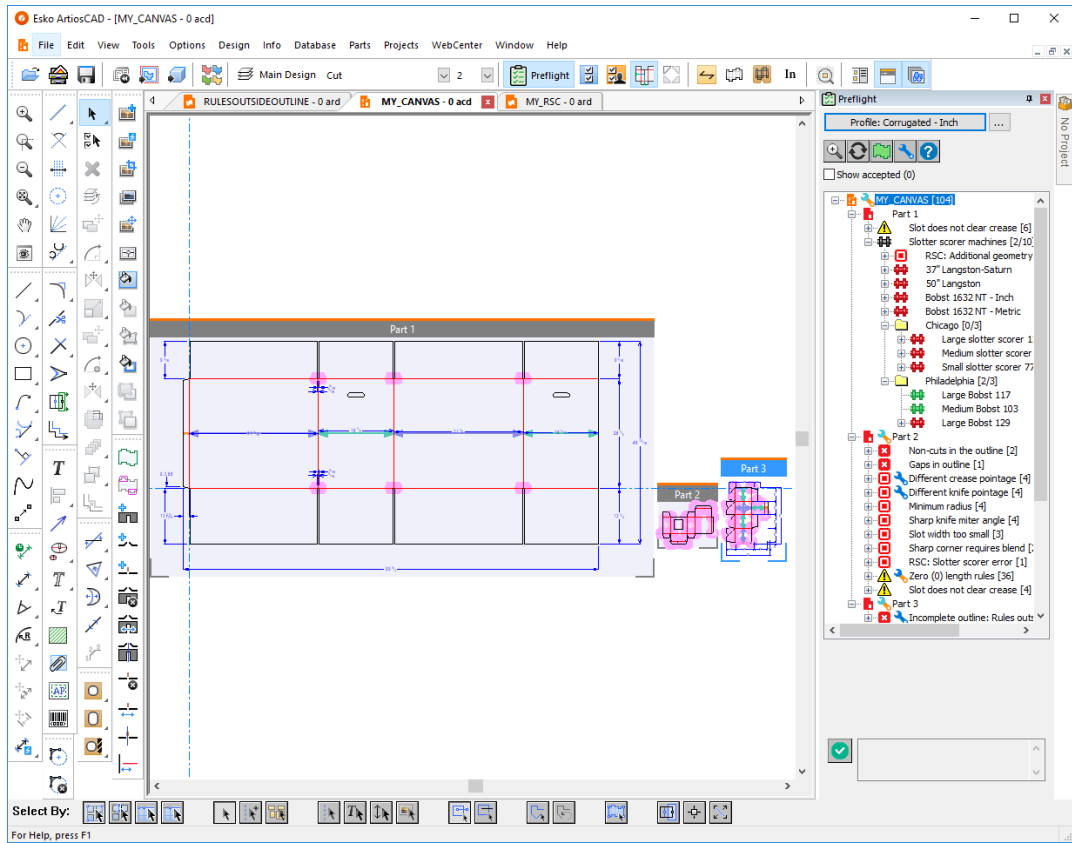 Esko ArtiosCAD - [MY_CANVAS - 0 acd]
File Edit View Tools Options Design Info Database Parts Projects WebCenter Window Help
Main Design Cut 2 Preflight In
RULESOUTSIDEOUTLINE - 0 ard MY_CANVAS - 0 acd MY_RSC - 0 ard
Preflight
No Project
Profile: Corrugated - Inch ...
Show accepted (0)
MY_CANVAS [104]
Part 1
Slot does not clear crease [6]
Slotter scorer machines [2/10]
RSC: Additional geometry
37" Langston-Saturn
50" Langston
Bobst 1632 NT - Inch
Bobst 1632 NT - Metric
Chicago [0/3]
Large slotter scorer 1
Medium slotter scorer
Small slotter scorer 77
Philadelphia [2/3]
Large Bobst 117
Medium Bobst 103
Large Bobst 129
Part 2
Non-cuts in the outline [2]
Gaps in outline [1]
Different crease pointage [4]
Different knife pointage [4]
Minimum radius [4]
Sharp knife miter angle [4]
Slot width too small [3]
Sharp corner requires blend [
RSC: Slotter scorer error [1]
Zero (0) length rules [36]
Slot does not clear crease [4]
Part 3
Incomplete outline: Rules outs
Part 1
Part 2
Part 3
Select By:
For Help, press F1